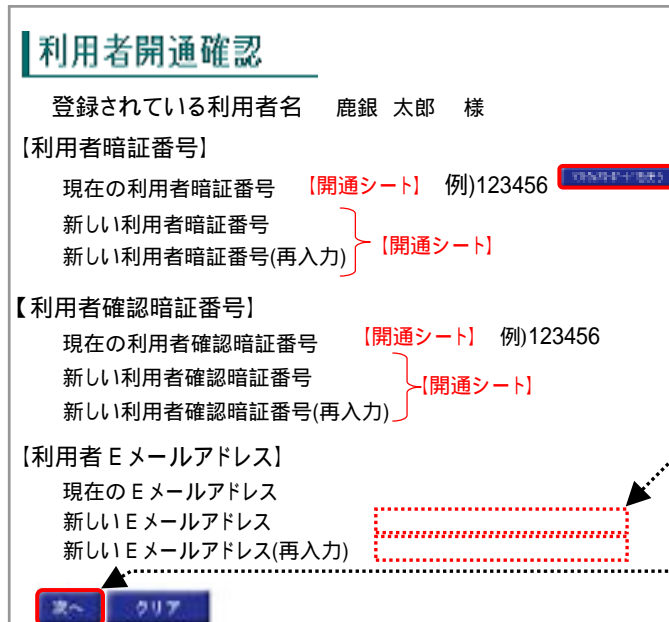 利用者開通確認
登録されている利用者名 鹿銀 太郎 様
【利用者暗証番号】
現在の利用者暗証番号 【開通シート】 例)123456
新しい利用者暗証番号
新しい利用者暗証番号(再入力) 【開通シート】
【利用者確認暗証番号】
現在の利用者確認暗証番号 【開通シート】 例)123456
新しい利用者確認暗証番号 【開通シート】
新しい利用者確認暗証番号(再入力)
【利用者Eメールアドレス】
現在のEメールアドレス
新しいEメールアドレス
新しいEメールアドレス(再入力)
次へ クリア